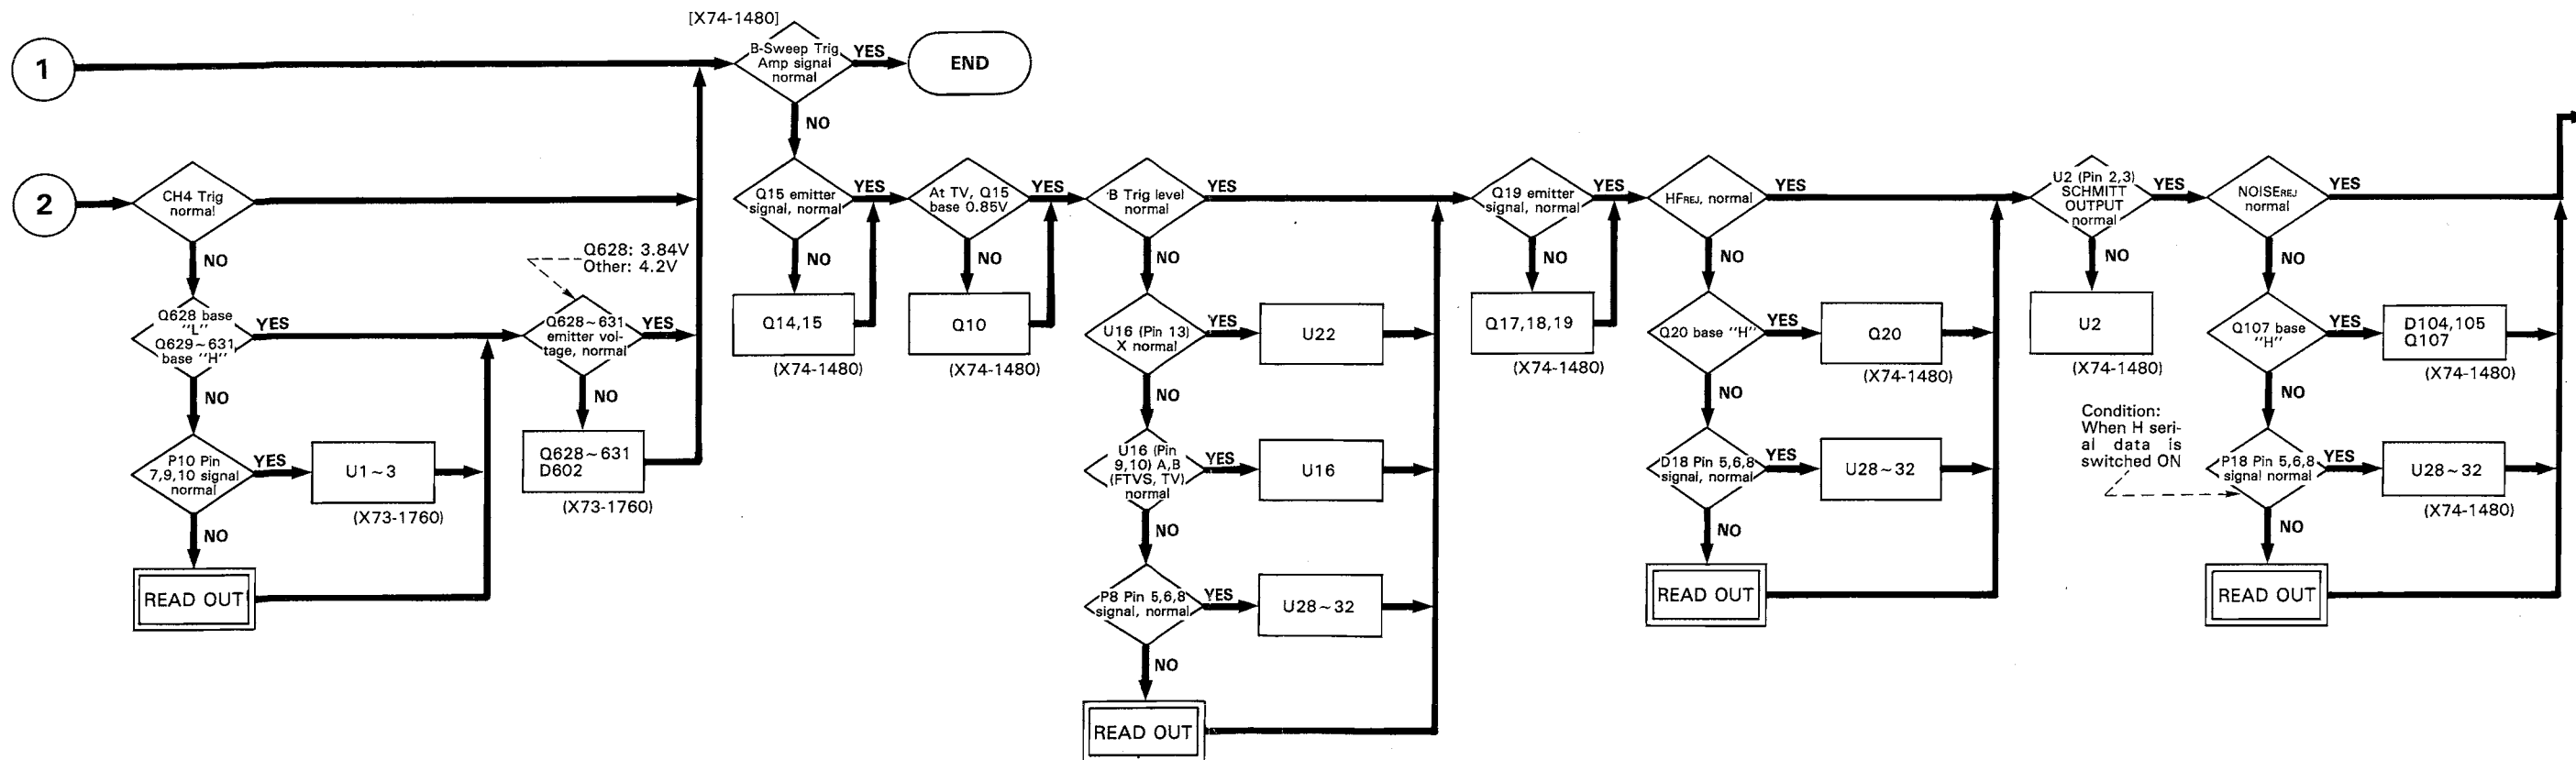 [X74-1480]
1
B-Sweep Trig
Amp signal
normal
YES
END
NO
2
CH4 Trig
normal
NO
Q628 base
"L"
Q629~631
base "H"
YES
NO
P10 Pin
7,9,10 signal
normal
YES
U1~3
(X73-1760)
NO
READ OUT
Q628: 3.84V
Other: 4.2V
Q628~631
emitter vol-
tage, normal
YES
NO
Q628~631
D602
(X73-1760)
Q15 emitter
signal, normal
YES
NO
Q14,15
(X74-1480)
At TV, Q15
base 0.85V
YES
NO
Q10
(X74-1480)
B Trig level
normal
YES
NO
U16 (Pin 13)
X normal
YES
U22
NO
U16 (Pin
9,10) A,B
(FTVS, TV)
normal
YES
U16
NO
P8 Pin 5,6,8
signal, normal
YES
U28~32
NO
READ OUT
Q19 emitter
signal, normal
YES
NO
Q17,18,19
(X74-1480)
HFREJ, normal
YES
NO
Q20 base "H"
YES
Q20
(X74-1480)
NO
D18 Pin 5,6,8
signal, normal
YES
U28~32
NO
READ OUT
U2 (Pin 2,3)
SCHMITT
OUTPUT
normal
YES
NO
U2
(X74-1480)
NOISEREJ
normal
YES
NO
Q107 base
"H"
YES
D104,105
Q107
(X74-1480)
NO
Condition:
When H seri-
al data is
switched ON
P18 Pin 5,6,8
signal normal
YES
U28~32
(X74-1480)
NO
READ OUT